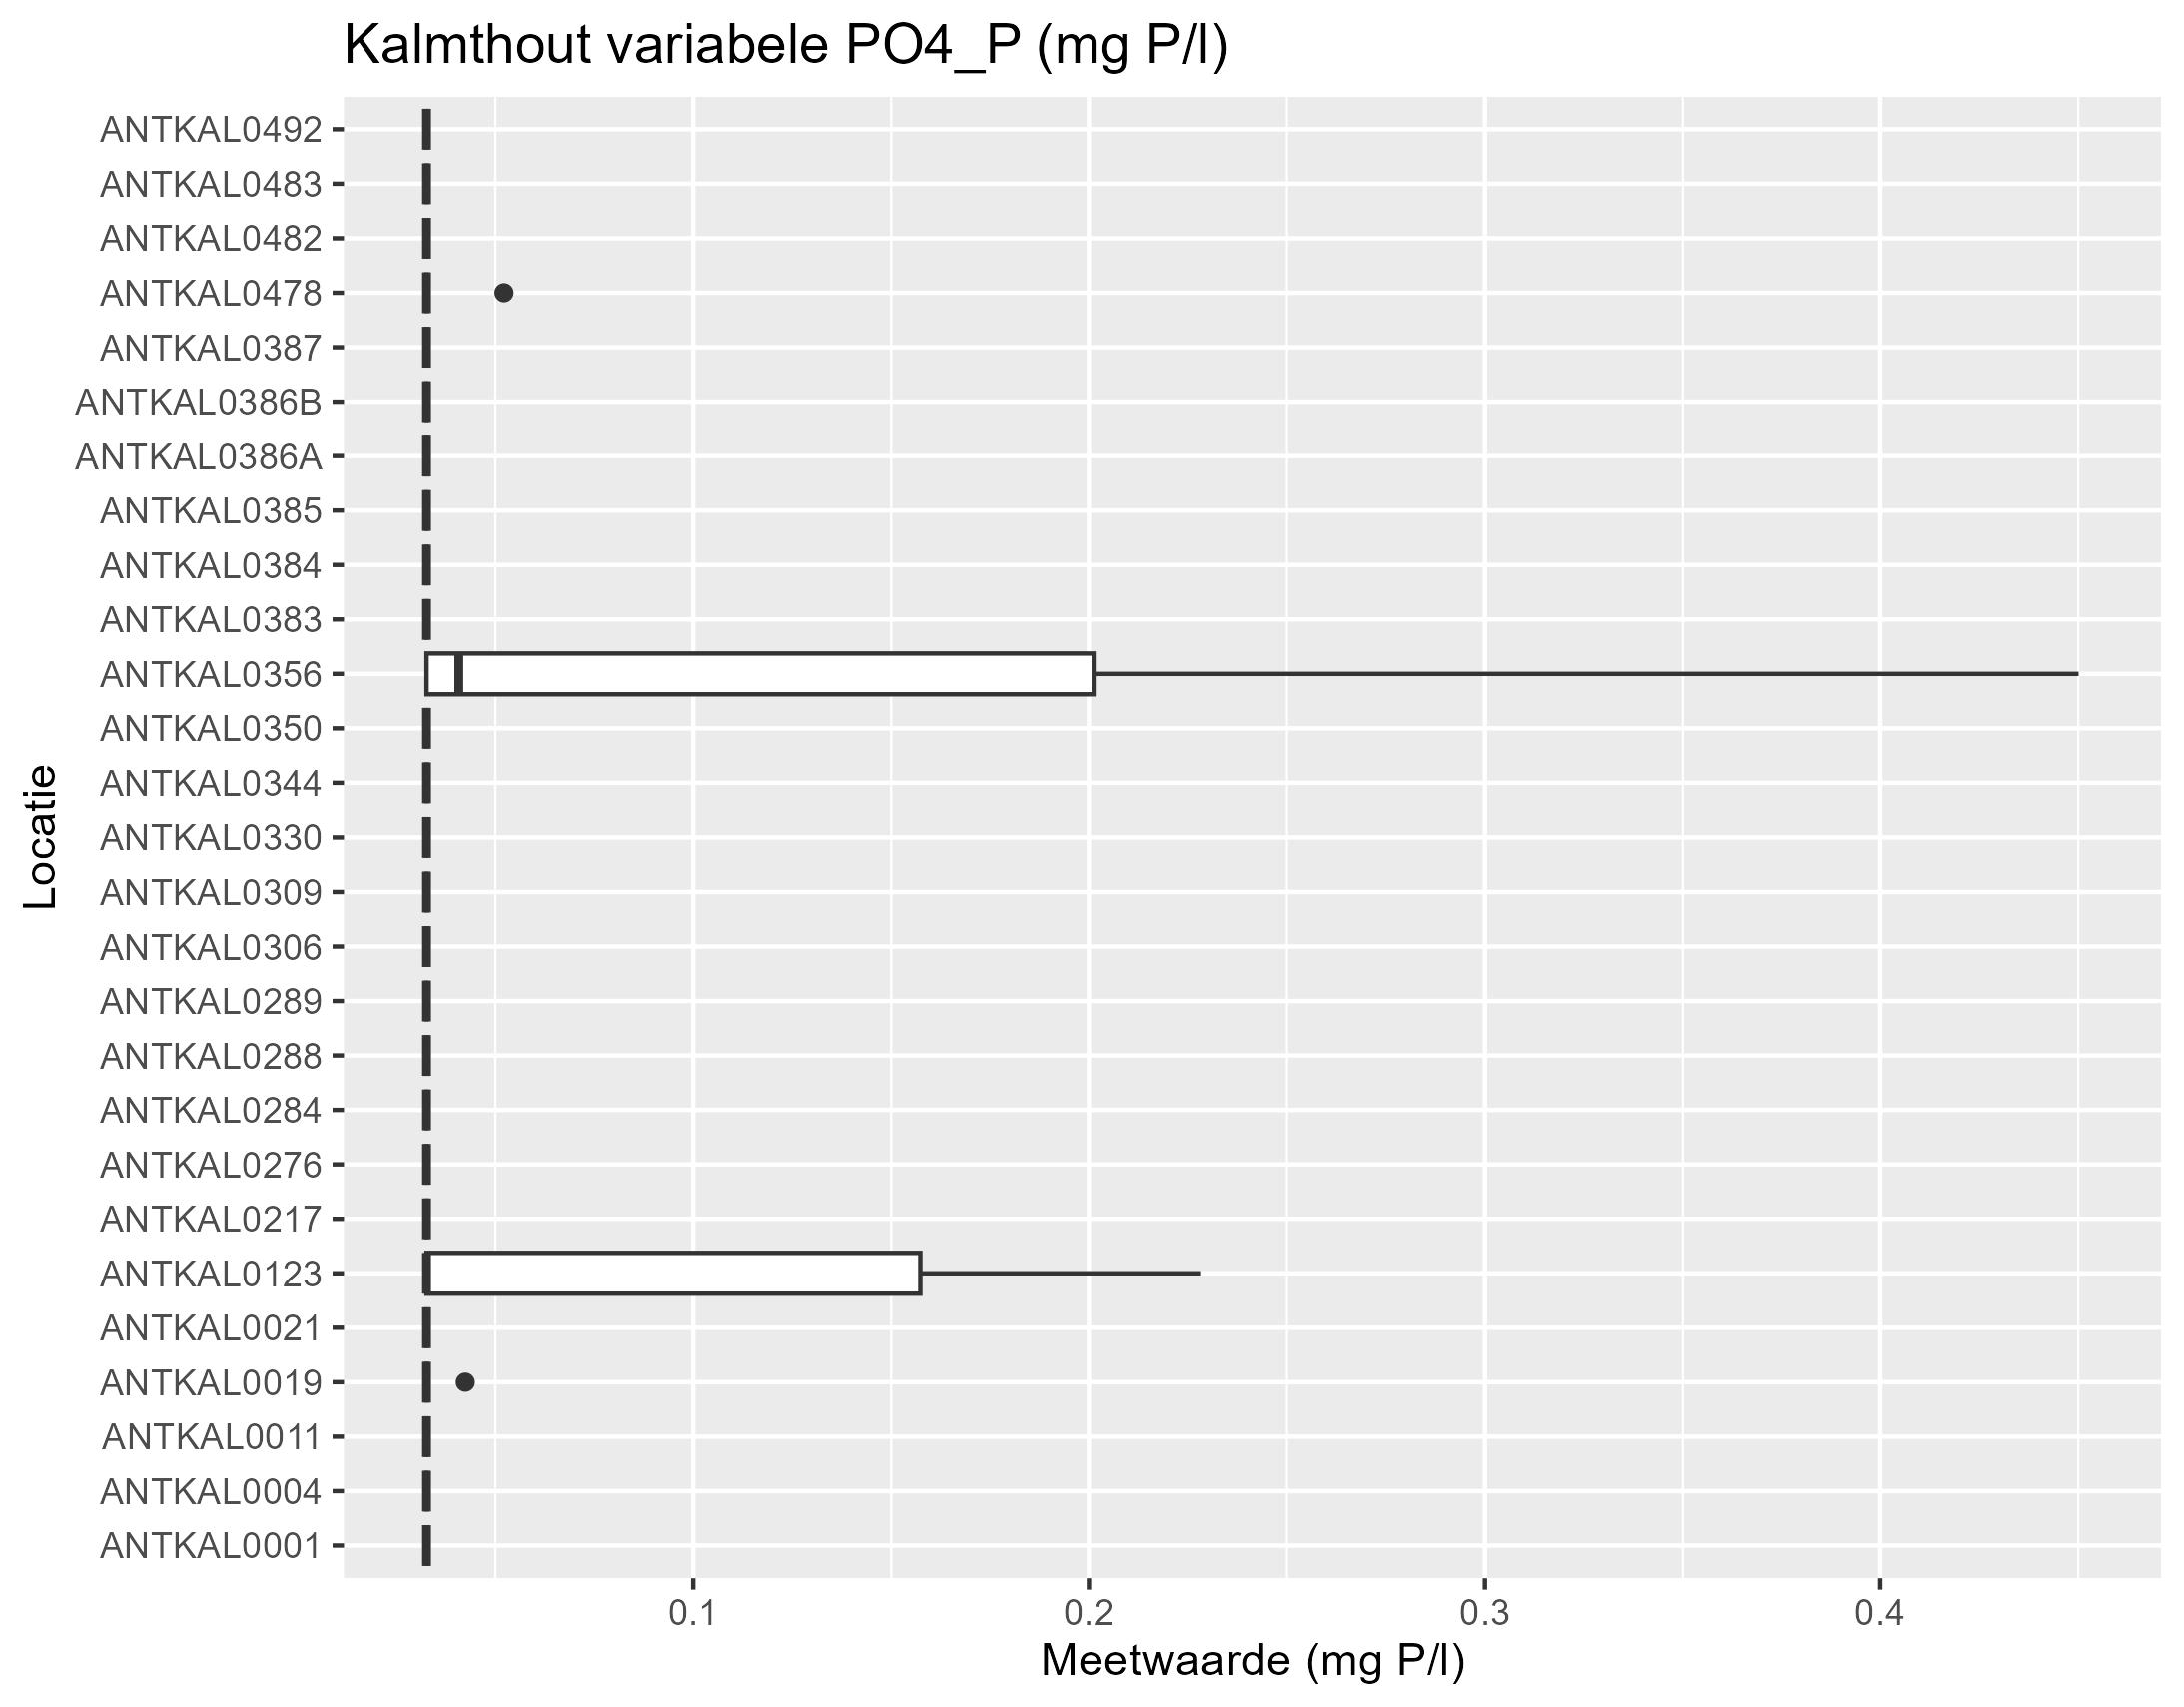 Kalmthout variabele PO4_P (mg P/l)
ANTKAL0492
ANTKAL0483
ANTKAL0482
ANTKAL0478
ANTKAL0387
ANTKAL0386B
ANTKAL0386A
ANTKAL0385
ANTKAL0384
ANTKAL0383
ANTKAL0356
ANTKAL0350
ANTKAL0344
ANTKAL0330
ANTKAL0309
ANTKAL0306
ANTKAL0289
ANTKAL0288
ANTKAL0284
ANTKAL0276
ANTKAL0217
ANTKAL0123
ANTKAL0021
ANTKAL0019
ANTKAL0011
ANTKAL0004
ANTKAL0001
Locatie
0.1 0.2 0.3 0.4
Meetwaarde (mg P/l)